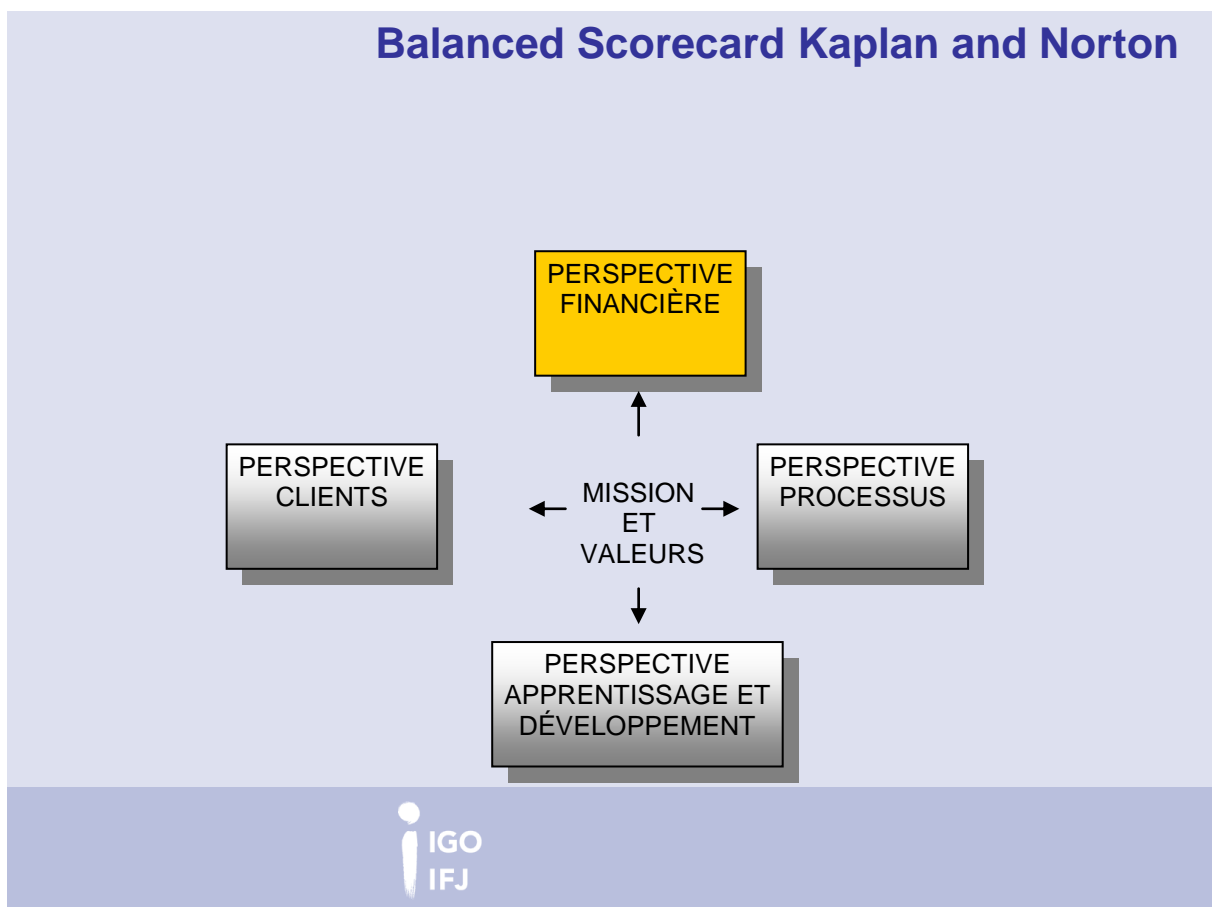 Balanced Scorecard Kaplan and Norton
PERSPECTIVE
FINANCIÈRE
PERSPECTIVE
CLIENTS
MISSION
ET
VALEURS
PERSPECTIVE
PROCESSUS
PERSPECTIVE
APPRENTISSAGE ET
DÉVELOPPEMENT
IGO
IFJ